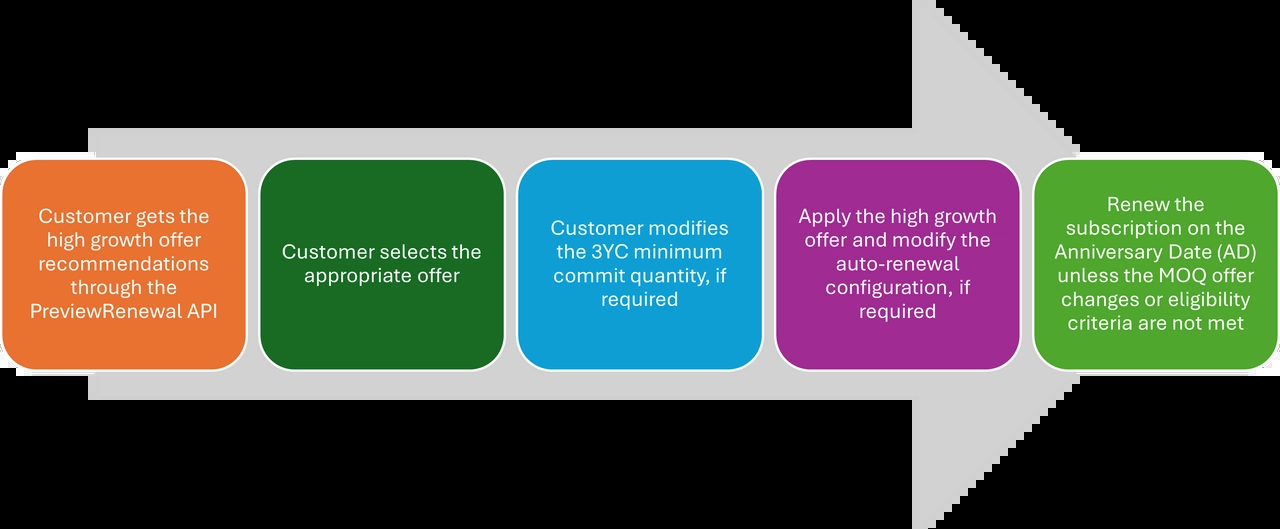 Customer gets the
high growth offer
recommendations
through the
PreviewRenewal API
Customer selects the
appropriate offer
Customer modifies
the 3YC minimum
commit quantity, if
required
Apply the high growth
offer and modify the
auto-renewal
configuration, if
required
Renew the
subscription on the
Anniversary Date (AD)
unless the MOQ offer
changes or eligibility
criteria are not met